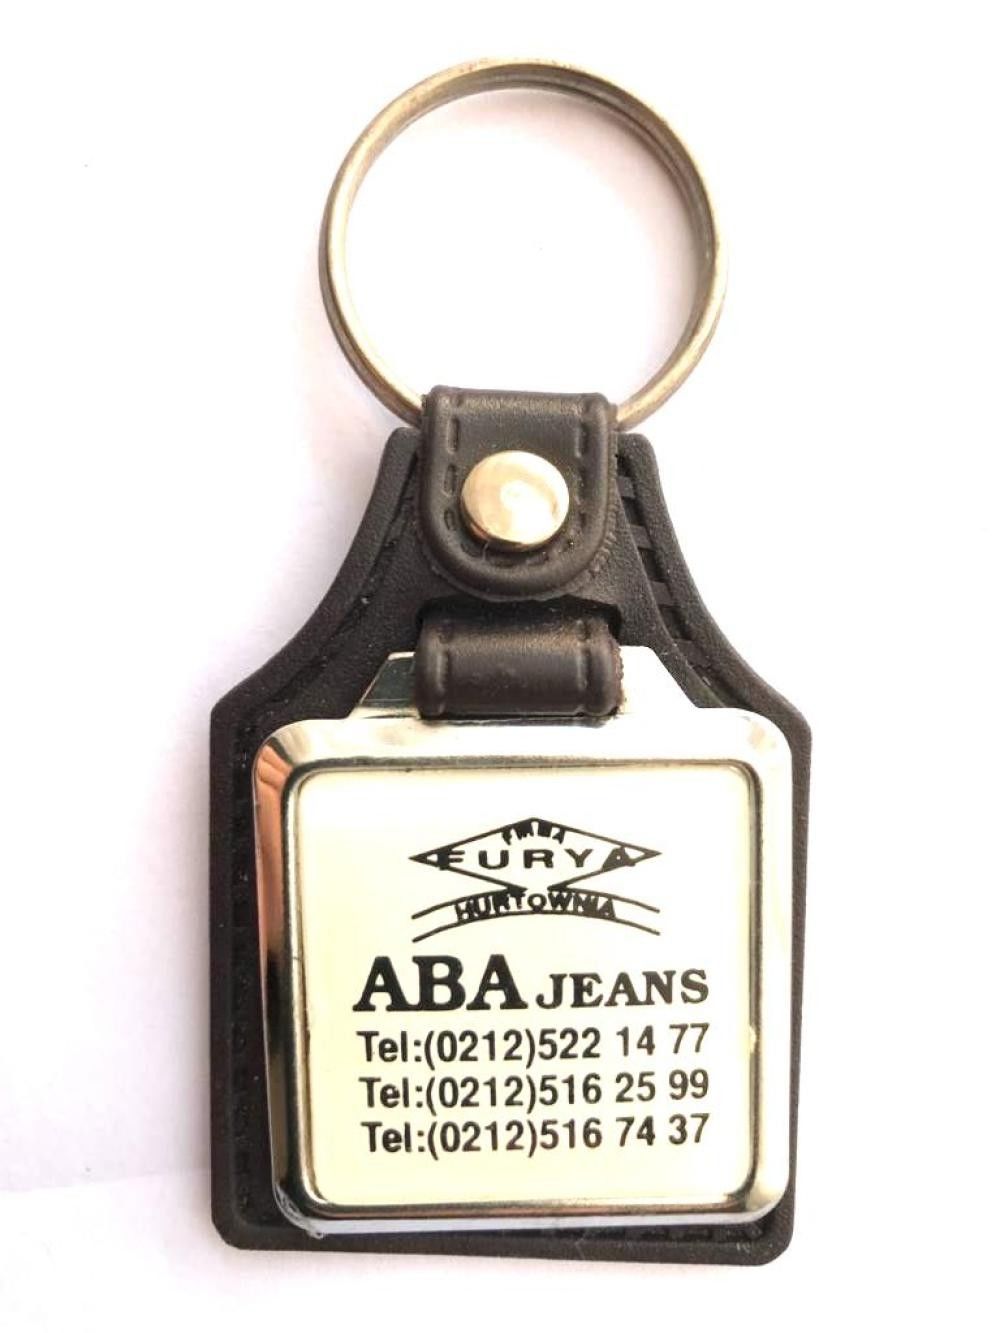 FIRMA
FURYA
HURTOWNIA
ABA JEANS
Tel:(0212)522 14 77
Tel:(0212)516 25 99
Tel:(0212)516 74 37